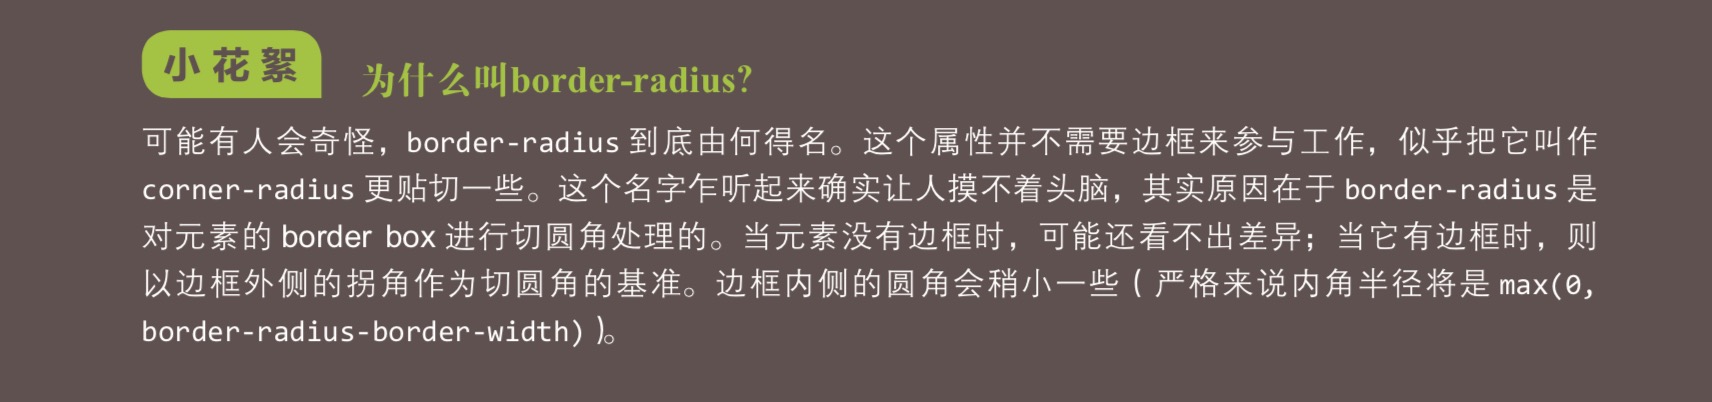 小花絮
为什么叫border-radius?
可能有人会奇怪，border-radius 到底由何得名。这个属性并不需要边框来参与工作，似乎把它叫作
corner-radius 更贴切一些。这个名字乍听起来确实让人摸不着头脑，其实原因在于 border-radius 是
对元素的 border box 进行切圆角处理的。当元素没有边框时，可能还看不出差异；当它有边框时，则
以边框外侧的拐角作为切圆角的基准。边框内侧的圆角会稍小一些（严格来说内角半径将是 max(0,
border-radius-border-width)）。